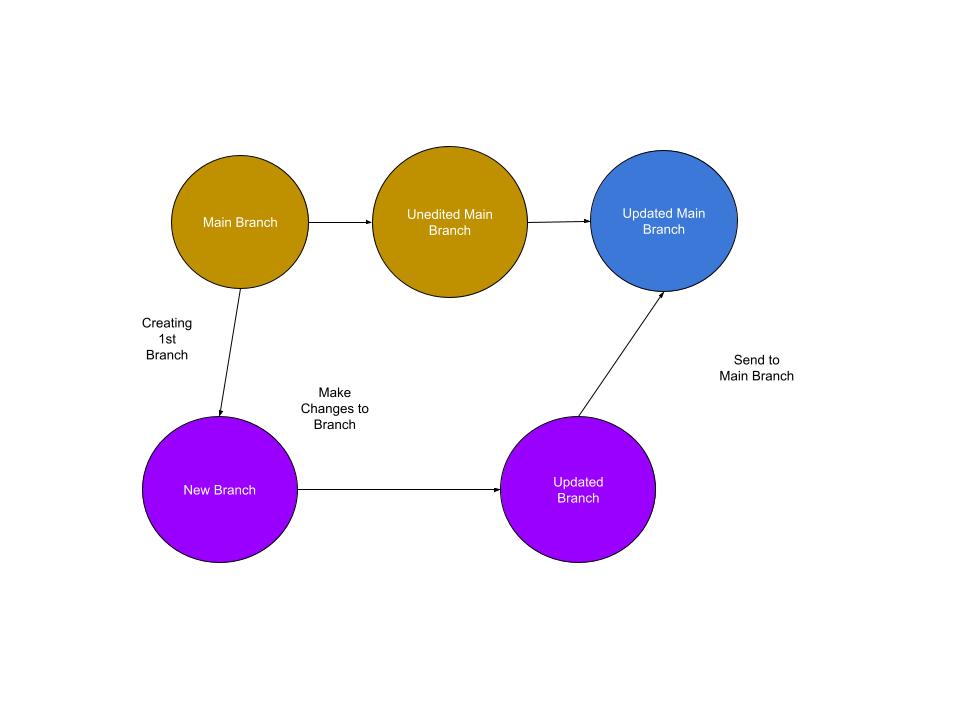 Main Branch
Unedited Main
Branch
Updated Main
Branch
Creating
1st
Branch
Send to
Main Branch
Make
Changes to
Branch
New Branch
Updated
Branch